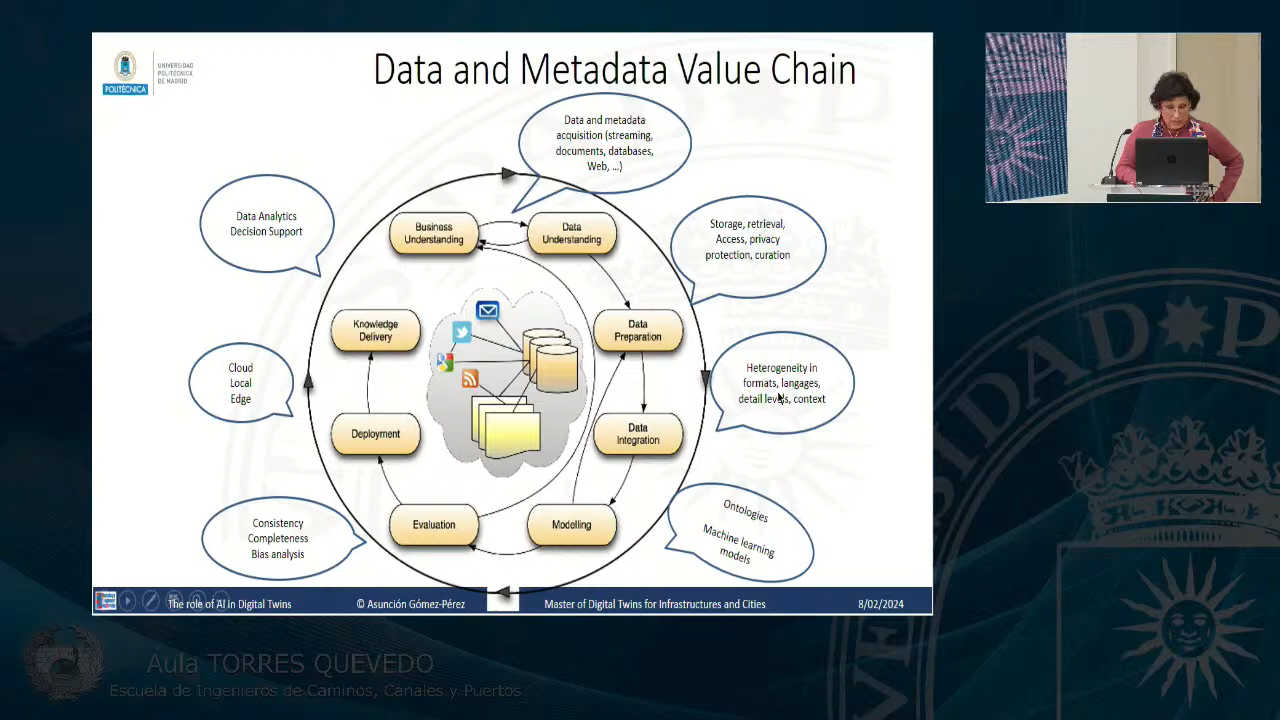 UNIVERSIDAD
POLITÉCNICA
DE MADRID
POLITÉCNICA
Data and Metadata Value Chain
Data and metadata
acquisition (streaming,
documents, databases,
Web, ...)
Data Analytics
Decision Support
Business
Understanding
Data
Understanding
Storage, retrieval,
Access, privacy
protection, curation
Knowledge
Delivery
Data
Preparation
Cloud
Local
Edge
Heterogeneity in
formats, langages,
detail levels, context
Deployment
Data
Integration
Consistency
Completeness
Bias analysis
Evaluation
Modelling
Ontologies
Machine learning
models
The role of AI in Digital Twins
© Asunción Gómez-Pérez
Master of Digital Twins for Infrastructures and Cities
8/02/2024
Aula TORRES QUEVEDO
Escuela de Ingenieros de Caminos, Canales y Puertos